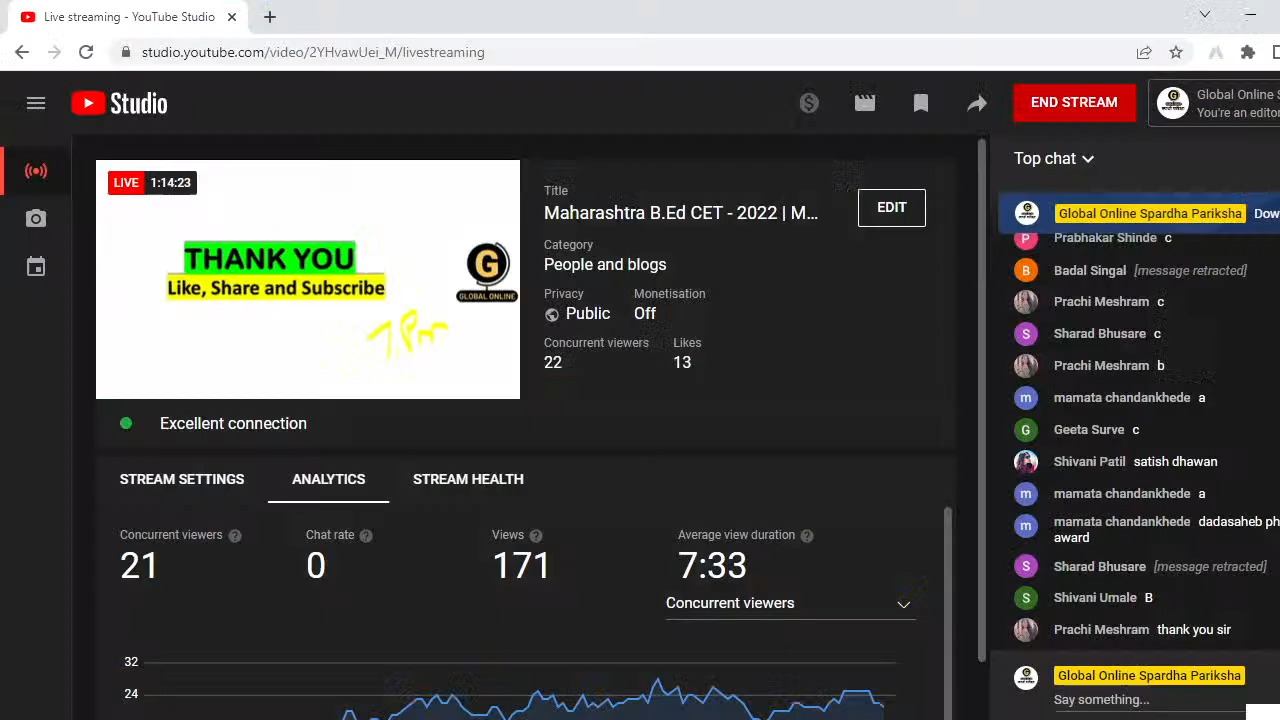 Live streaming - YouTube Studio
studio.youtube.com/video/2YHvawUei_M/livestreaming
Studio
END STREAM
Global Online S
You're an editor
LIVE 1:14:23
THANK YOU
Like, Share and Subscribe
G
GLOBAL ONLINE
7 Pm
Title
Maharashtra B.Ed CET - 2022 | M...
EDIT
Category
People and blogs
Privacy Monetisation
Public Off
Concurrent viewers Likes
22 13
Excellent connection
STREAM SETTINGS ANALYTICS STREAM HEALTH
Concurrent viewers Chat rate Views Average view duration
21 0 171 7:33
Concurrent viewers
32
24
Top chat
Global Online Spardha Pariksha Dow
P Prabhakar Shinde c
B Badal Singal [message retracted]
Prachi Meshram c
S Sharad Bhusare c
Prachi Meshram b
m mamata chandankhede a
G Geeta Surve c
Shivani Patil satish dhawan
m mamata chandankhede a
m mamata chandankhede dadasaheb ph
award
S Sharad Bhusare [message retracted]
S Shivani Umale B
Prachi Meshram thank you sir
Global Online Spardha Pariksha
Say something...